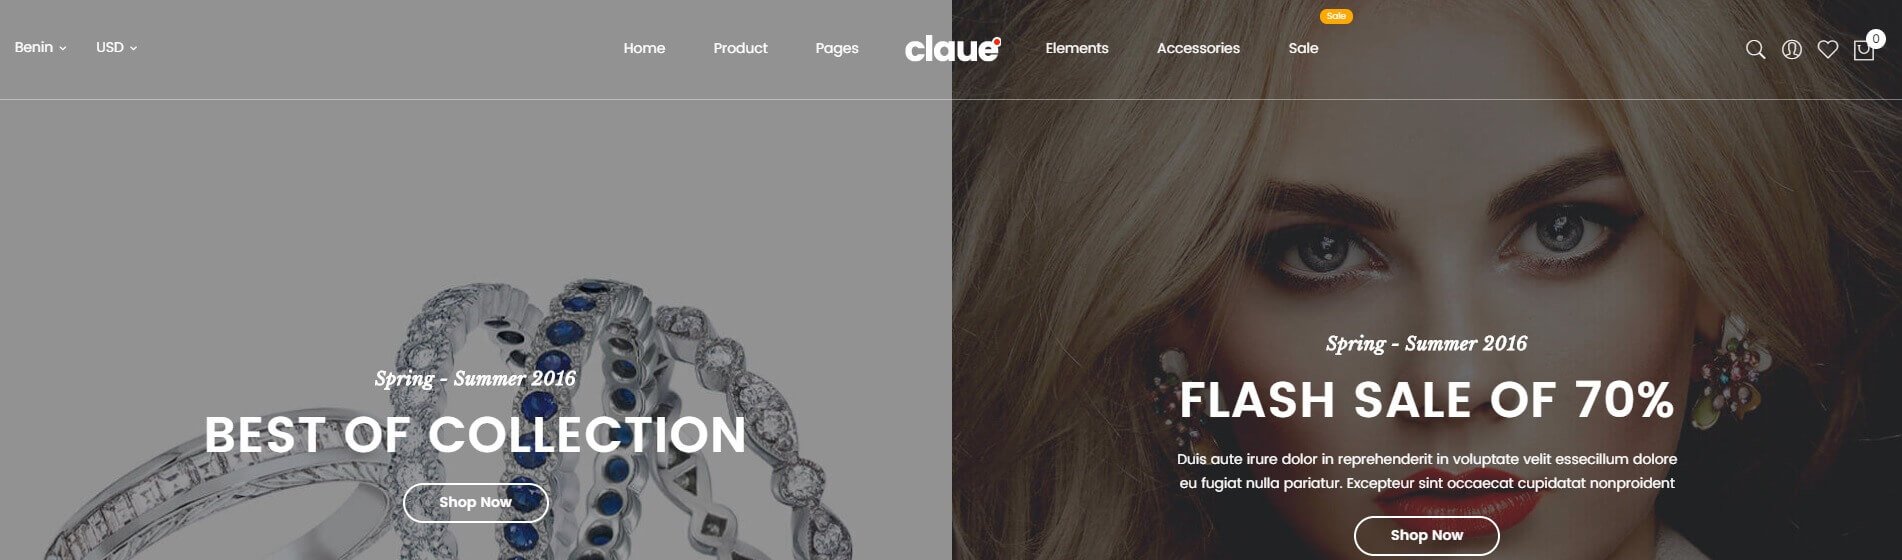 Benin
USD
Home
Product
Pages
claue
Elements
Accessories
Sale
Sale
0
Spring - Summer 2016
BEST OF COLLECTION
Shop Now
Spring - Summer 2016
FLASH SALE OF 70%
Duis aute irure dolor in reprehenderit in voluptate velit essecillum dolore
eu fugiat nulla pariatur. Excepteur sint occaecat cupidatat nonproident
Shop Now